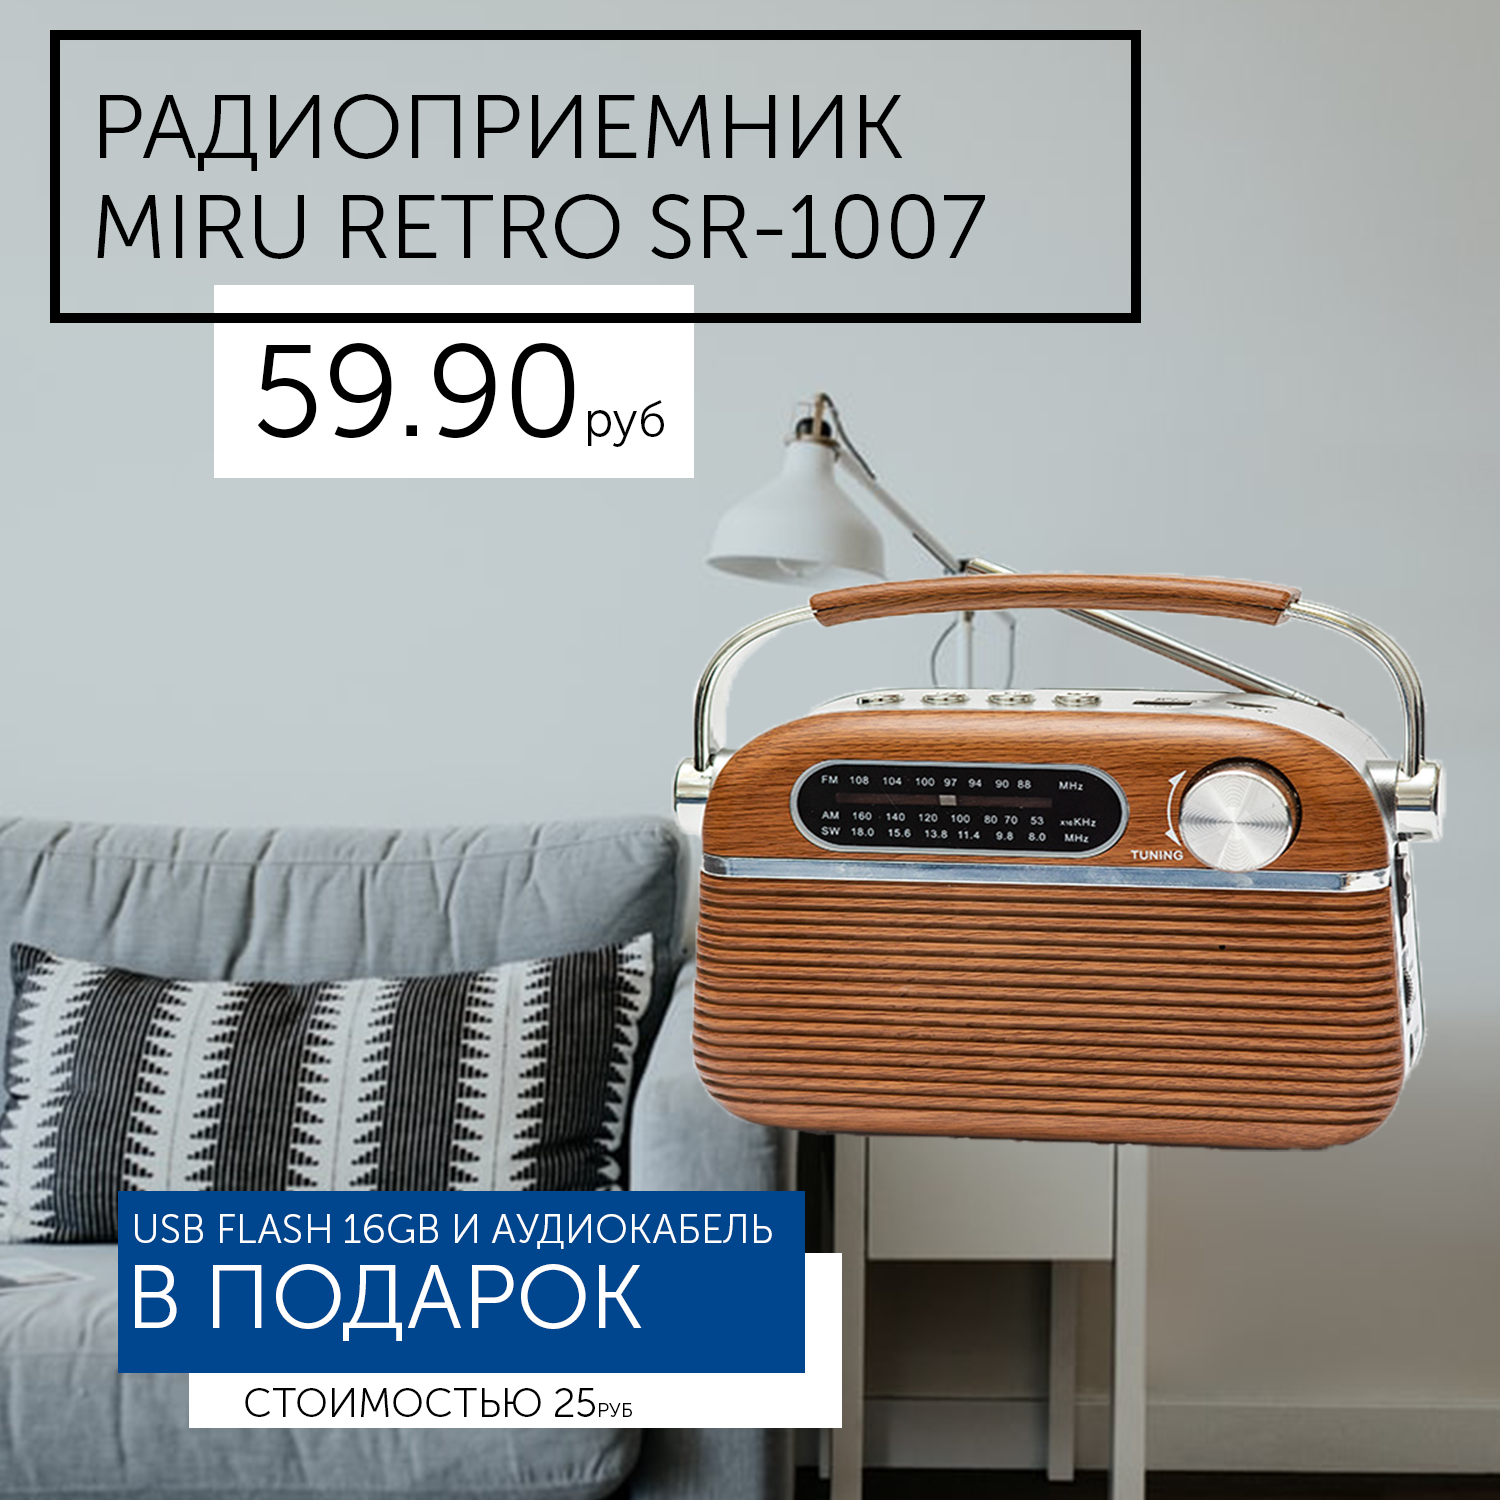 РАДИОПРИЕМНИК
MIRU RETRO SR-1007
59.90 руб
FM 108 104 100 97 94 90 88 MHz
AM 160 140 120 100 80 70 53 x10KHz
SW 18.0 15.6 13.8 11.4 9.8 8.0 MHz
TUNING
USB FLASH 16GB И АУДИОКАБЕЛЬ
В ПОДАРОК
СТОИМОСТЬЮ 25РУБ